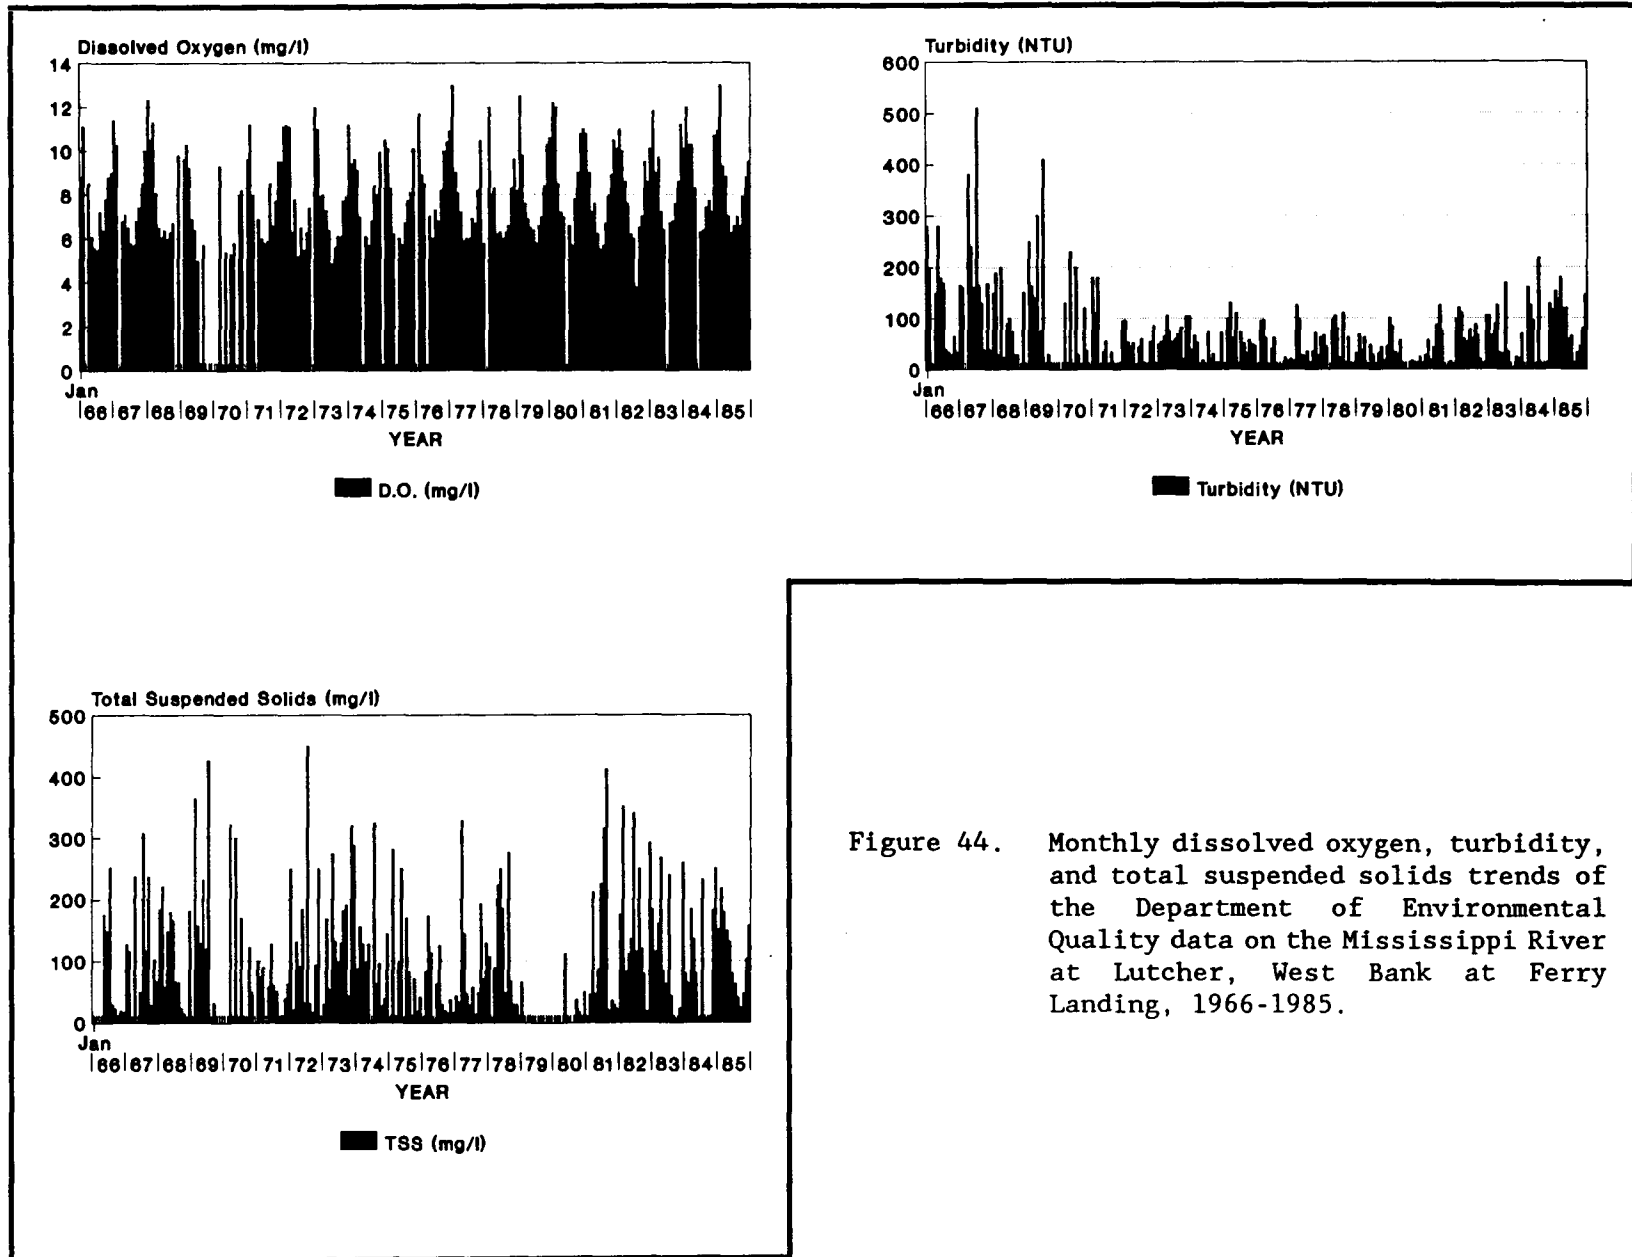 Dissolved Oxygen (mg/l)
14
12
10
8
6
4
2
0
Jan
|66|67|68|69|70|71|72|73|74|75|76|77|78|79|80|81|82|83|84|85|
YEAR
D.O. (mg/l)
Turbidity (NTU)
600
500
400
300
200
100
0
Jan
|66|67|68|69|70|71|72|73|74|75|76|77|78|79|80|81|82|83|84|85|
YEAR
Turbidity (NTU)
Total Suspended Solids (mg/l)
500
400
300
200
100
0
Jan
|66|67|68|69|70|71|72|73|74|75|76|77|78|79|80|81|82|83|84|85|
YEAR
TSS (mg/l)
Figure 44. Monthly dissolved oxygen, turbidity,
and total suspended solids trends of
the Department of Environmental
Quality data on the Mississippi River
at Lutcher, West Bank at Ferry
Landing, 1966-1985.